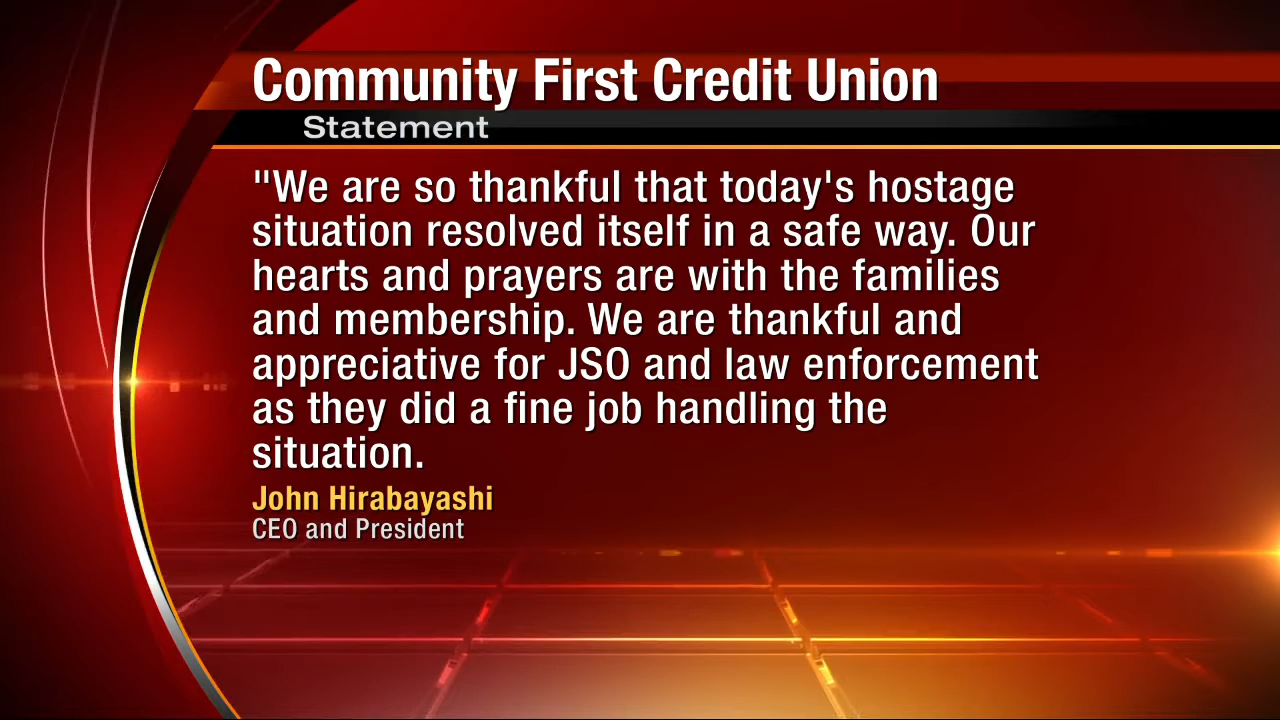 Community First Credit Union
Statement
"We are so thankful that today's hostage
situation resolved itself in a safe way. Our
hearts and prayers are with the families
and membership. We are thankful and
appreciative for JSO and law enforcement
as they did a fine job handling the
situation.
John Hirabayashi
CEO and President